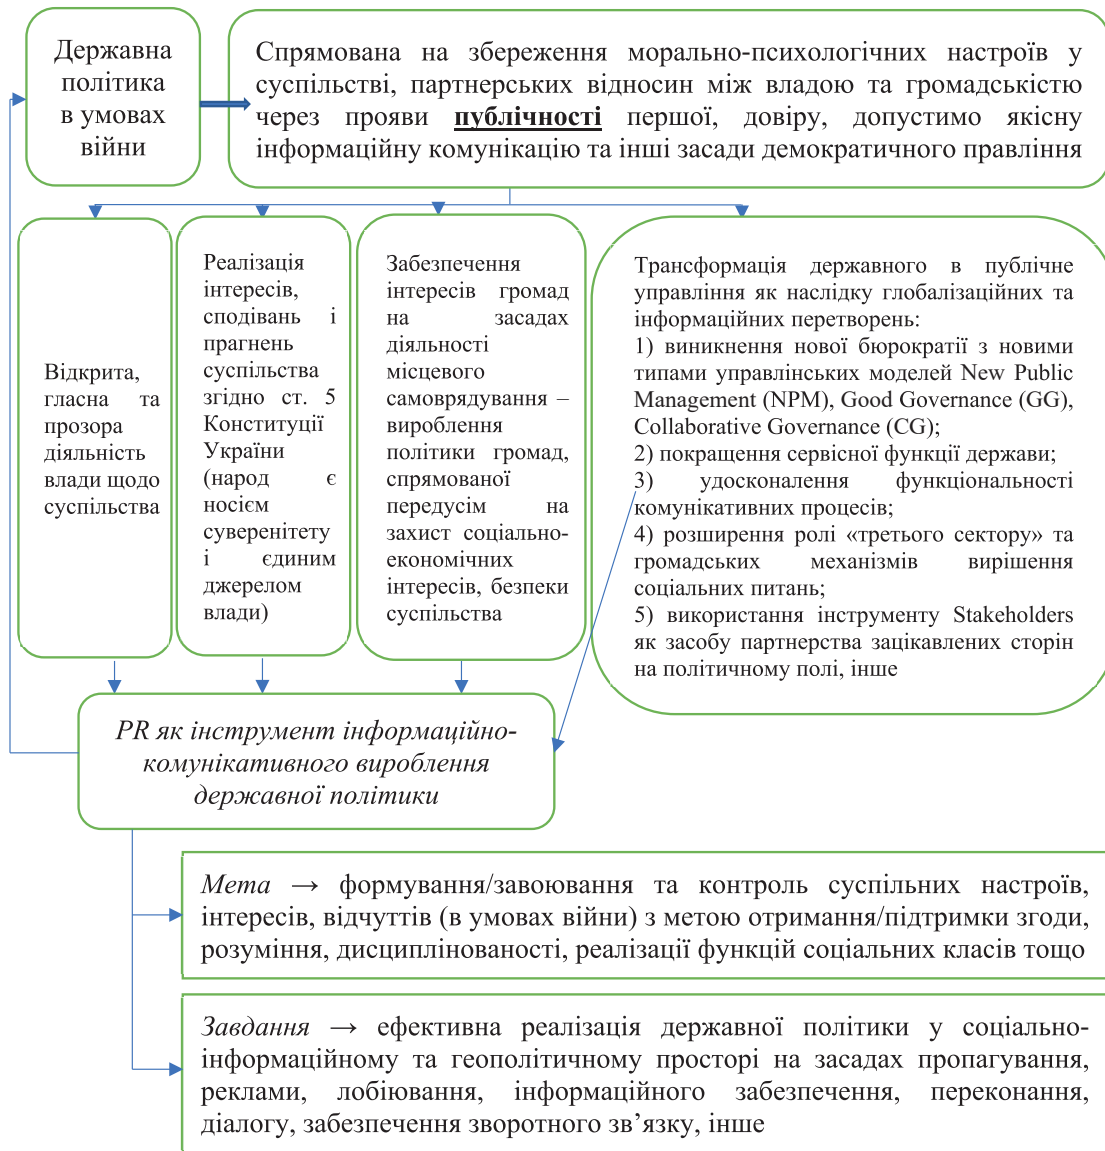 Державна
політика
в умовах
війни
Спрямована на збереження морально-психологічних настроїв у
суспільстві, партнерських відносин між владою та громадськістю
через прояви публічності першої, довіру, допустимо якісну
інформаційну комунікацію та інші засади демократичного правління
Відкрита,
гласна та
прозора
діяльність
влади щодо
суспільства
Реалізація
інтересів,
сподівань і
прагнень
суспільства
згідно ст. 5
Конституції
України
(народ є
носієм
суверенітету
і єдиним
джерелом
влади)
Забезпечення
інтересів громад
на засадах
діяльності
місцевого
самоврядування –
вироблення
політики громад,
спрямованої
передусім на
захист соціально-
економічних
інтересів, безпеки
суспільства
Трансформація державного в публічне
управління як наслідку глобалізаційних та
інформаційних перетворень:
1) виникнення нової бюрократії з новими
типами управлінських моделей New Public
Management (NPM), Good Governance (GG),
Collaborative Governance (CG);
2) покращення сервісної функції держави;
3) удосконалення функціональності
комунікативних процесів;
4) розширення ролі «третього сектору» та
громадських механізмів вирішення
соціальних питань;
5) використання інструменту Stakeholders
як засобу партнерства зацікавлених сторін
на політичному полі, інше
PR як інструмент інформаційно-
комунікативного вироблення
державної політики
Мета → формування/завоювання та контроль суспільних настроїв,
інтересів, відчуттів (в умовах війни) з метою отримання/підтримки згоди,
розуміння, дисциплінованості, реалізації функцій соціальних класів тощо
Завдання → ефективна реалізація державної політики у соціально-
інформаційному та геополітичному просторі на засадах пропагування,
реклами, лобіювання, інформаційного забезпечення, переконання,
діалогу, забезпечення зворотного зв’язку, інше